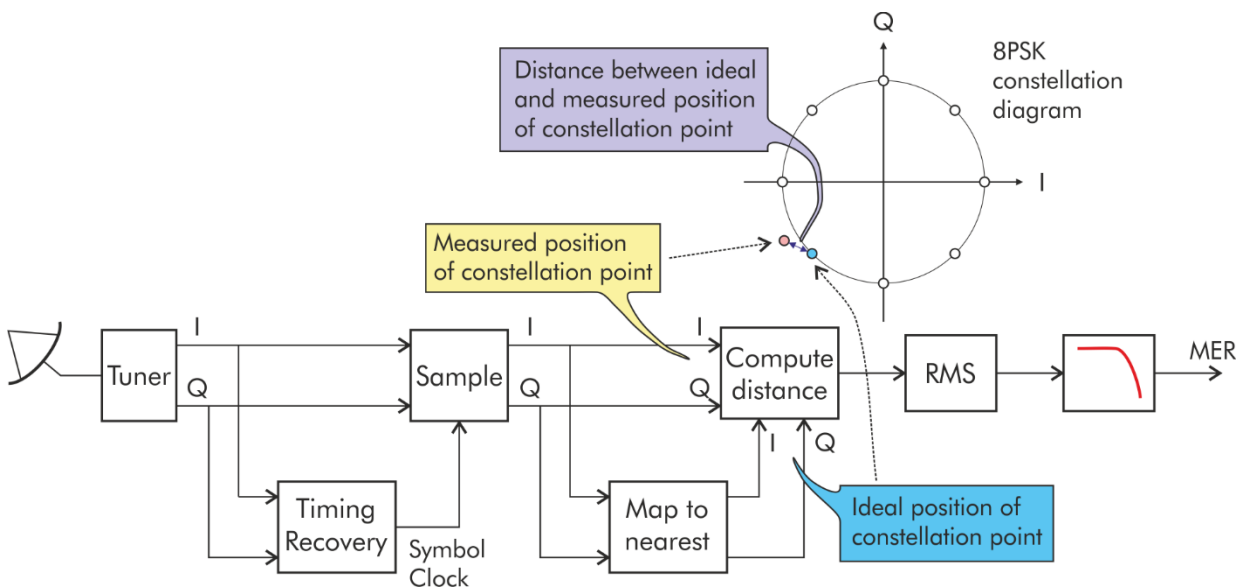 Q
8PSK
constellation
diagram
Distance between ideal
and measured position
of constellation point
I
Measured position
of constellation point
I
I
I
Tuner
Sample
Compute
distance
RMS
MER
Q
Q
Q
I
Q
Timing
Recovery
Symbol
Clock
Map to
nearest
Ideal position of
constellation point